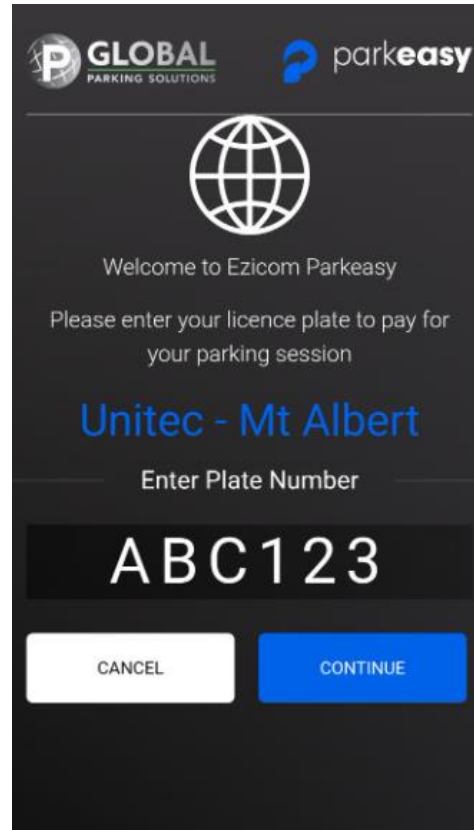 P GLOBAL
PARKING SOLUTIONS
parkeasy
Welcome to Ezicom Parkeasy
Please enter your licence plate to pay for
your parking session
Unitec - Mt Albert
Enter Plate Number
ABC123
CANCEL CONTINUE